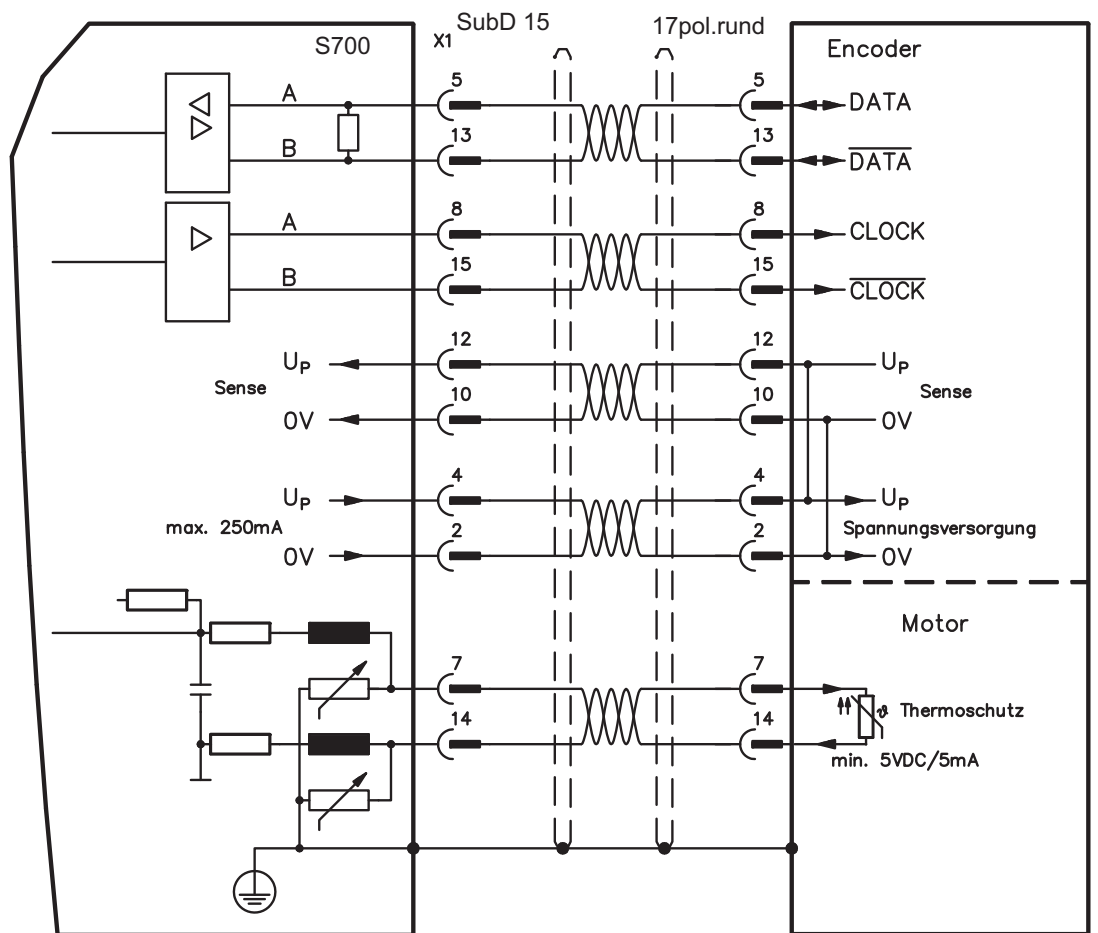 SubD 15
17pol.rund
S700
X1
Encoder
A
5
5
DATA
B
13
13
DATA
A
8
8
CLOCK
B
15
15
CLOCK
UP
12
12
UP
Sense
Sense
0V
10
10
0V
UP
4
4
UP
max. 250mA
Spannungsversorgung
0V
2
2
0V
Motor
7
7
ϑ Thermoschutz
14
14
min. 5VDC/5mA